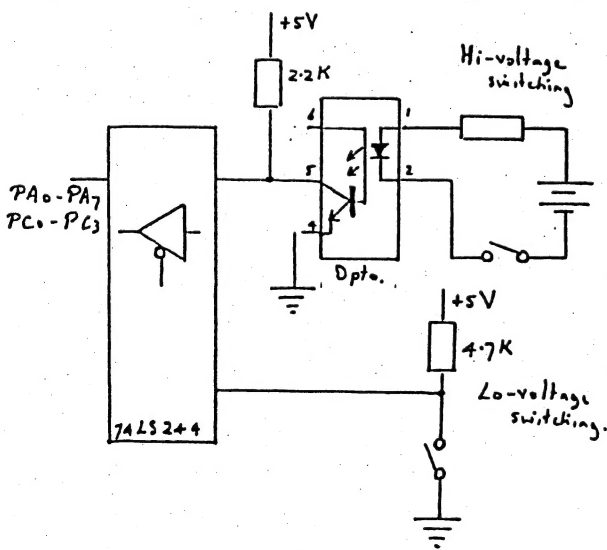 +5V
2.2K
Hi-voltage
switching
6
1
5
2
4
PA0-PA7
PC0-PC3
Opto.
+5V
4.7K
Lo-voltage
switching.
74LS244